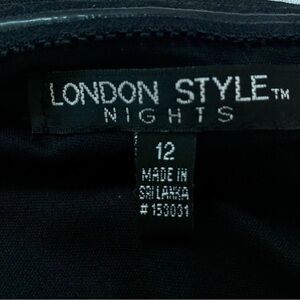 LONDON STYLE™
NIGHTS
12
MADE IN
SRI LANKA
# 153031